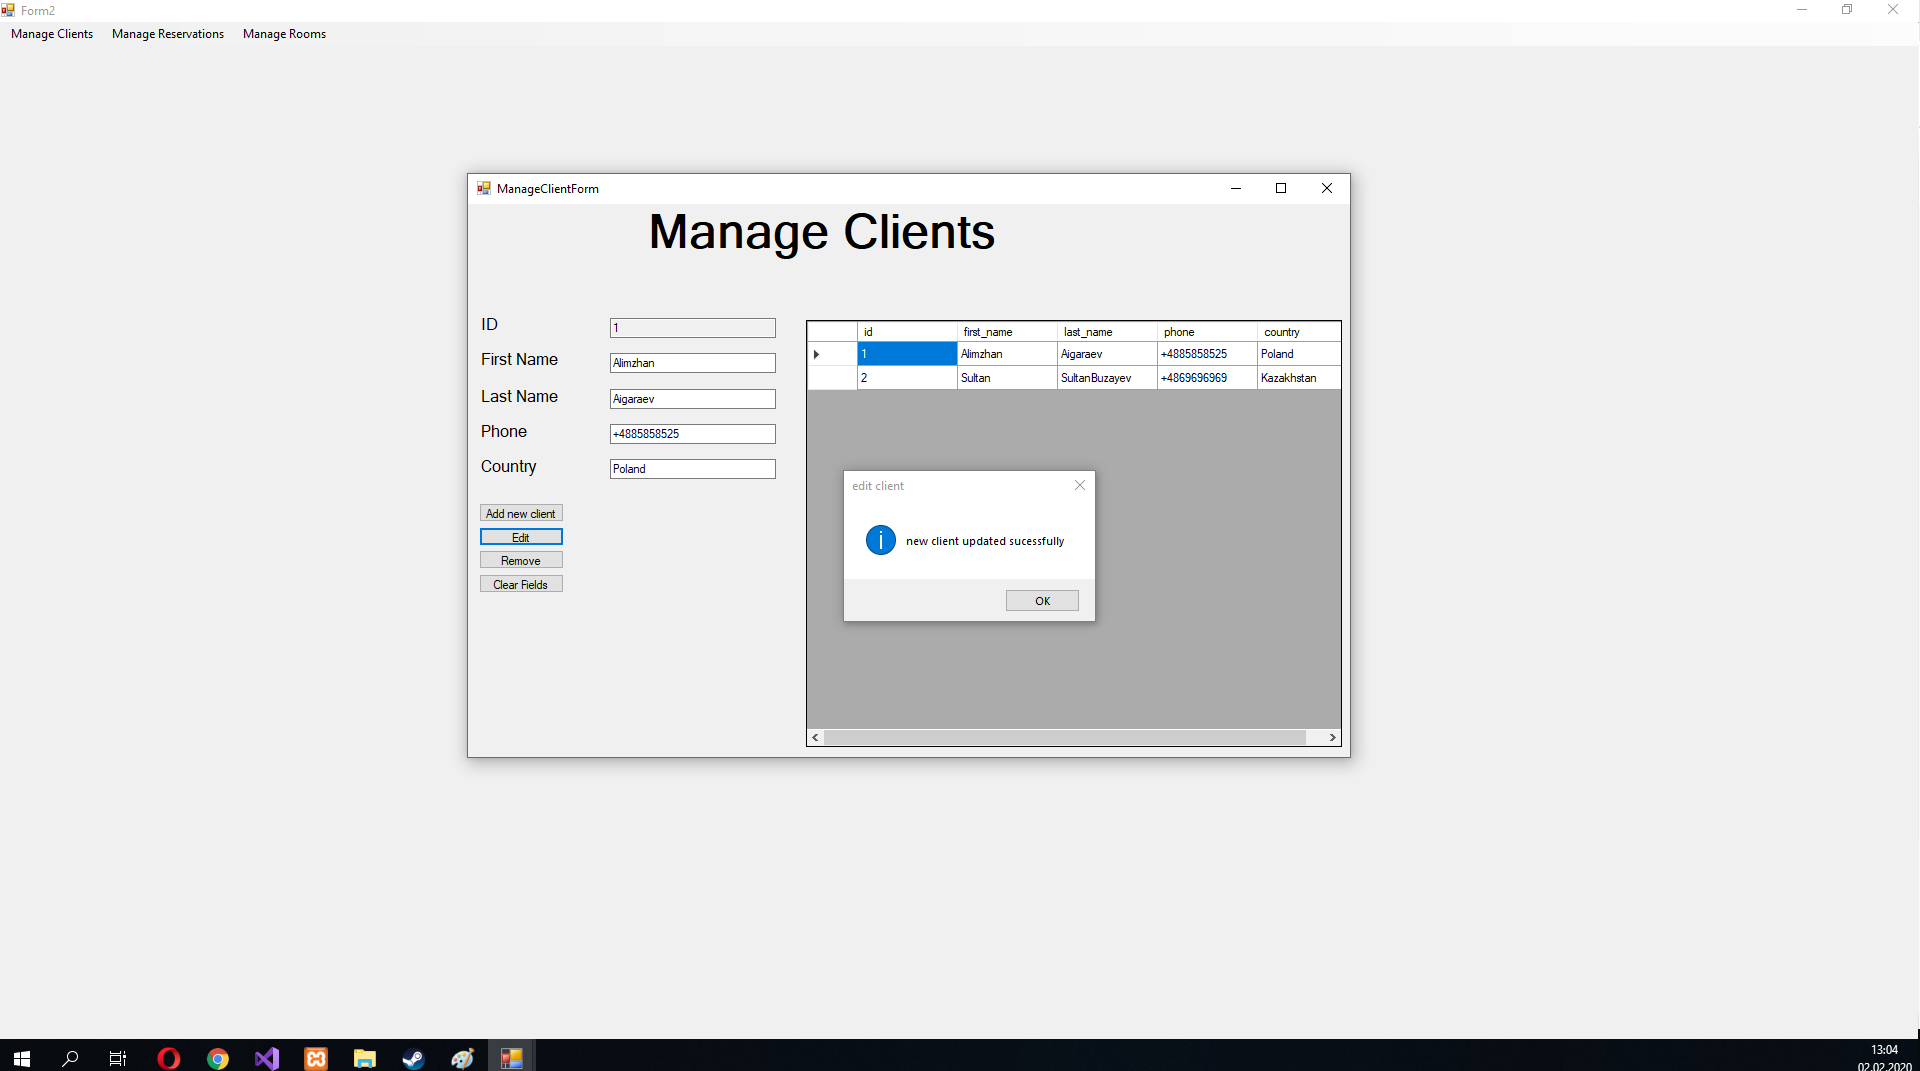 Form2
Manage Clients Manage Reservations Manage Rooms
ManageClientForm
Manage Clients
ID 1
First Name Alimzhan
Last Name Aigaraev
Phone +4885858525
Country Poland
Add new client
Edit
Remove
Clear Fields
id first_name last_name phone country
1 Alimzhan Aigaraev +4885858525 Poland
2 Sultan SultanBuzayev +4869696969 Kazakhstan
edit client
new client updated sucessfully
OK
13:04
02.02.2020